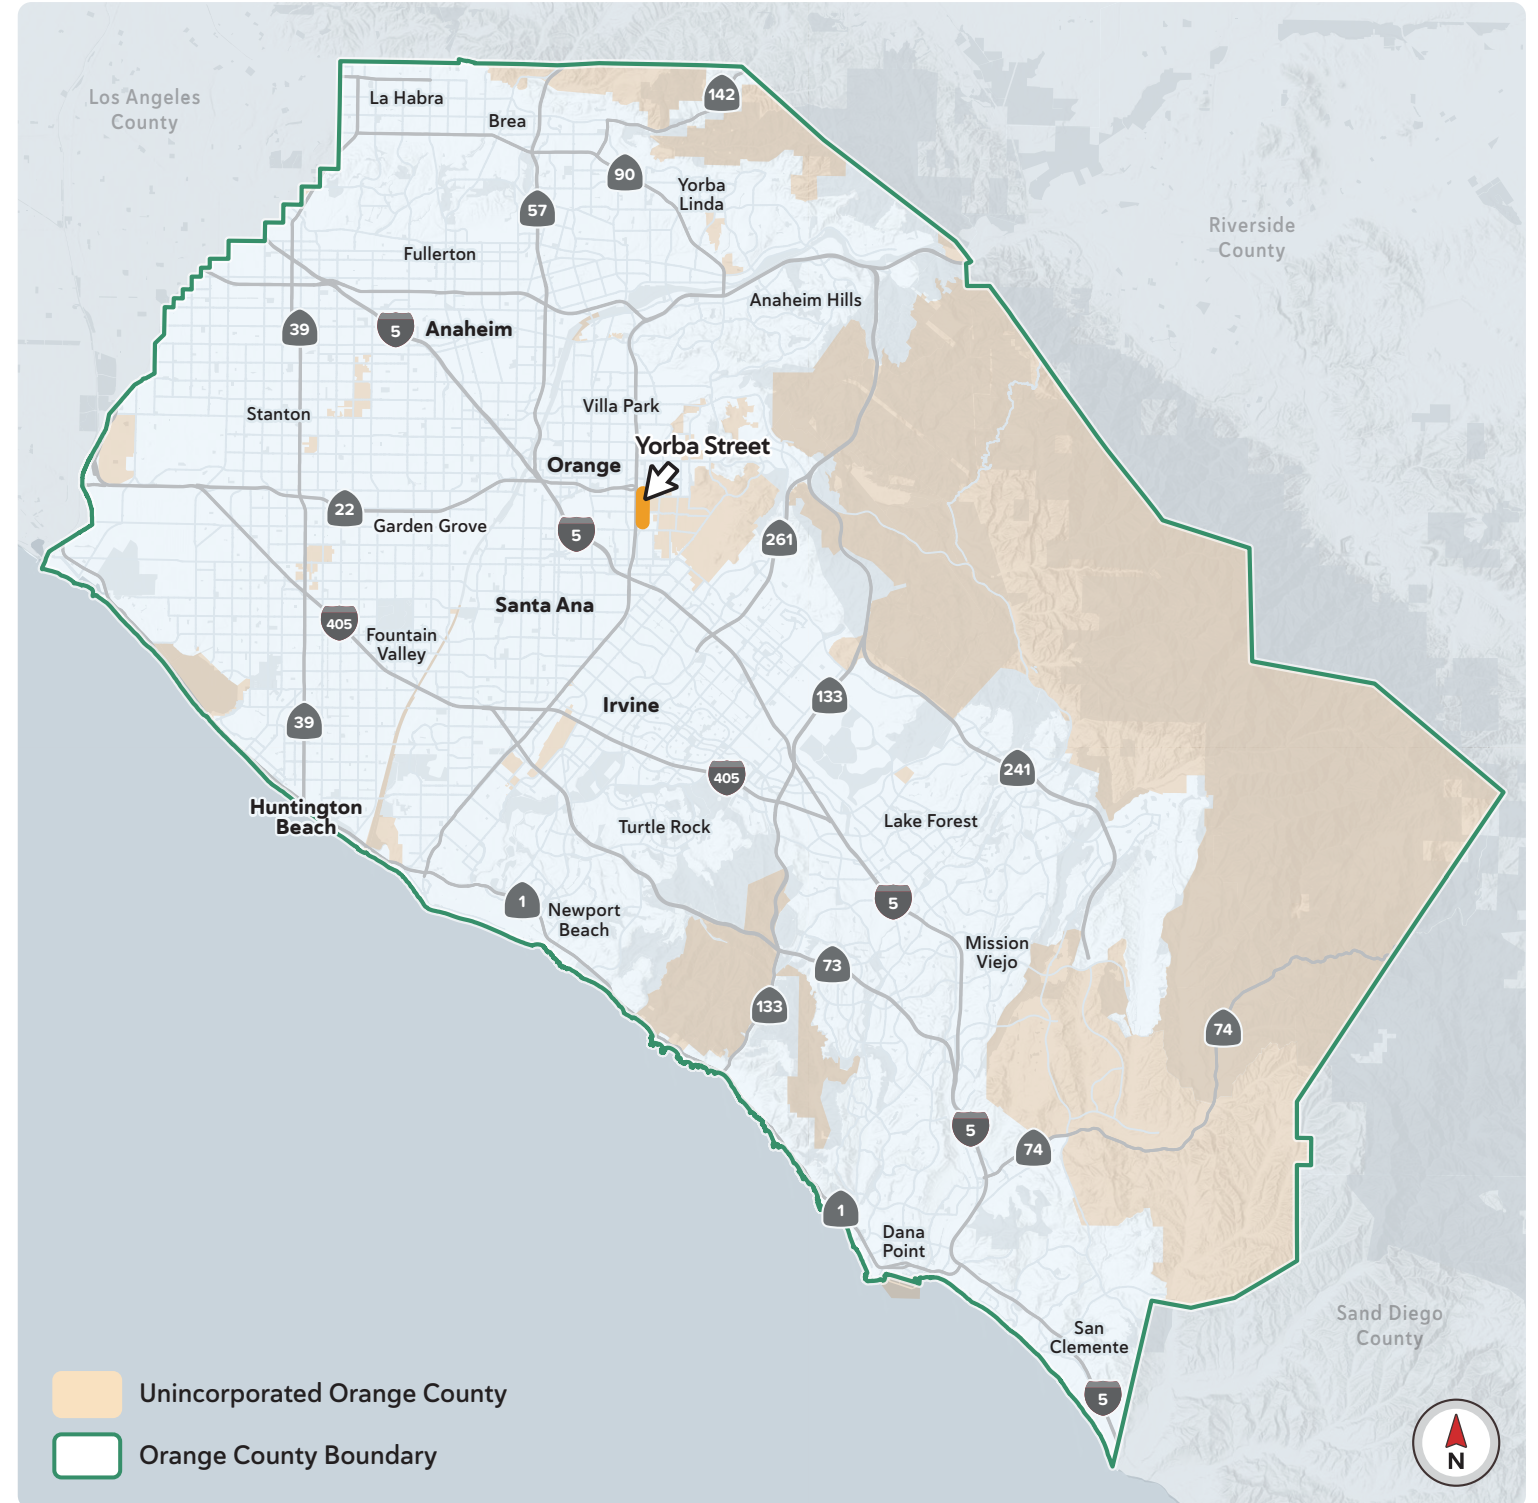 Los Angeles
County
La Habra
142
Brea
90
Yorba
Linda
57
Riverside
County
Fullerton
Anaheim Hills
39
5
Anaheim
Villa Park
Stanton
Yorba Street
Orange
22
Garden Grove
5
261
Santa Ana
405
Fountain
Valley
133
Irvine
39
405
241
Huntington
Beach
Turtle Rock
Lake Forest
1
Newport
Beach
5
Mission
Viejo
73
133
74
5
74
1
Dana
Point
Sand Diego
County
San
Clemente
5
Unincorporated Orange County
Orange County Boundary
N